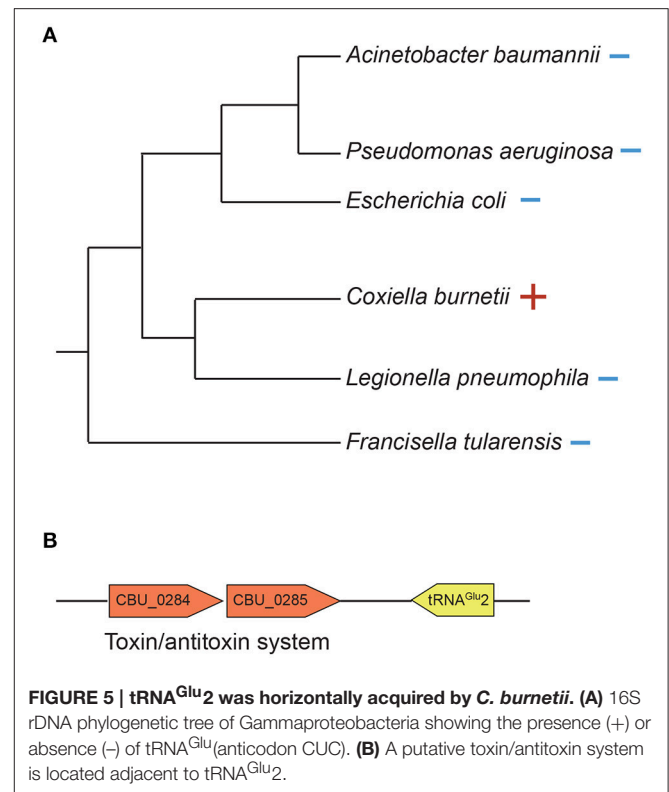 A
Acinetobacter baumannii −
Pseudomonas aeruginosa −
Escherichia coli −
Coxiella burnetii +
Legionella pneumophila −
Francisella tularensis −
B
CBU_0284 CBU_0285 tRNAGlu2
Toxin/antitoxin system
FIGURE 5 | tRNAGlu2 was horizontally acquired by C. burnetii. (A) 16S
rDNA phylogenetic tree of Gammaproteobacteria showing the presence (+) or
absence (–) of tRNAGlu(anticodon CUC). (B) A putative toxin/antitoxin system
is located adjacent to tRNAGlu2.